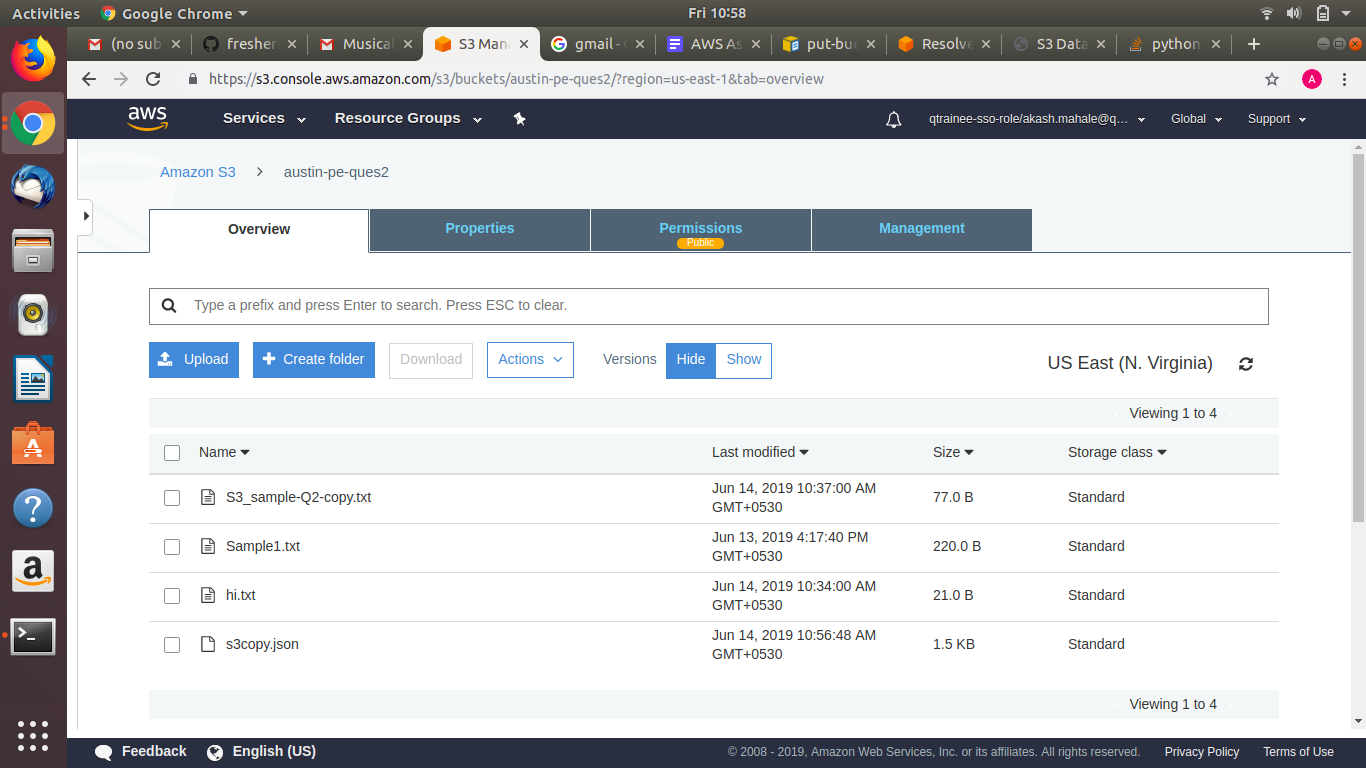 Activities Google Chrome Fri 10:58
(no sub freshe Musical S3 Man gmail - AWS As put-buc Resolve S3 Data python
https://s3.console.aws.amazon.com/s3/buckets/austin-pe-ques2/?region=us-east-1&tab=overview A
aws Services Resource Groups qtrainee-sso-role/akash.mahale@q... Global Support
Amazon S3 > austin-pe-ques2
Overview Properties Permissions Management
Public
Type a prefix and press Enter to search. Press ESC to clear.
Upload Create folder Download Actions Versions Hide Show US East (N. Virginia)
Viewing 1 to 4
Name Last modified Size Storage class
S3_sample-Q2-copy.txt Jun 14, 2019 10:37:00 AM 77.0 B Standard
GMT+0530
Sample1.txt Jun 13, 2019 4:17:40 PM 220.0 B Standard
GMT+0530
hi.txt Jun 14, 2019 10:34:00 AM 21.0 B Standard
GMT+0530
s3copy.json Jun 14, 2019 10:56:48 AM 1.5 KB Standard
GMT+0530
Viewing 1 to 4
Feedback English (US) © 2008 - 2019, Amazon Web Services, Inc. or its affiliates. All rights reserved. Privacy Policy Terms of Use